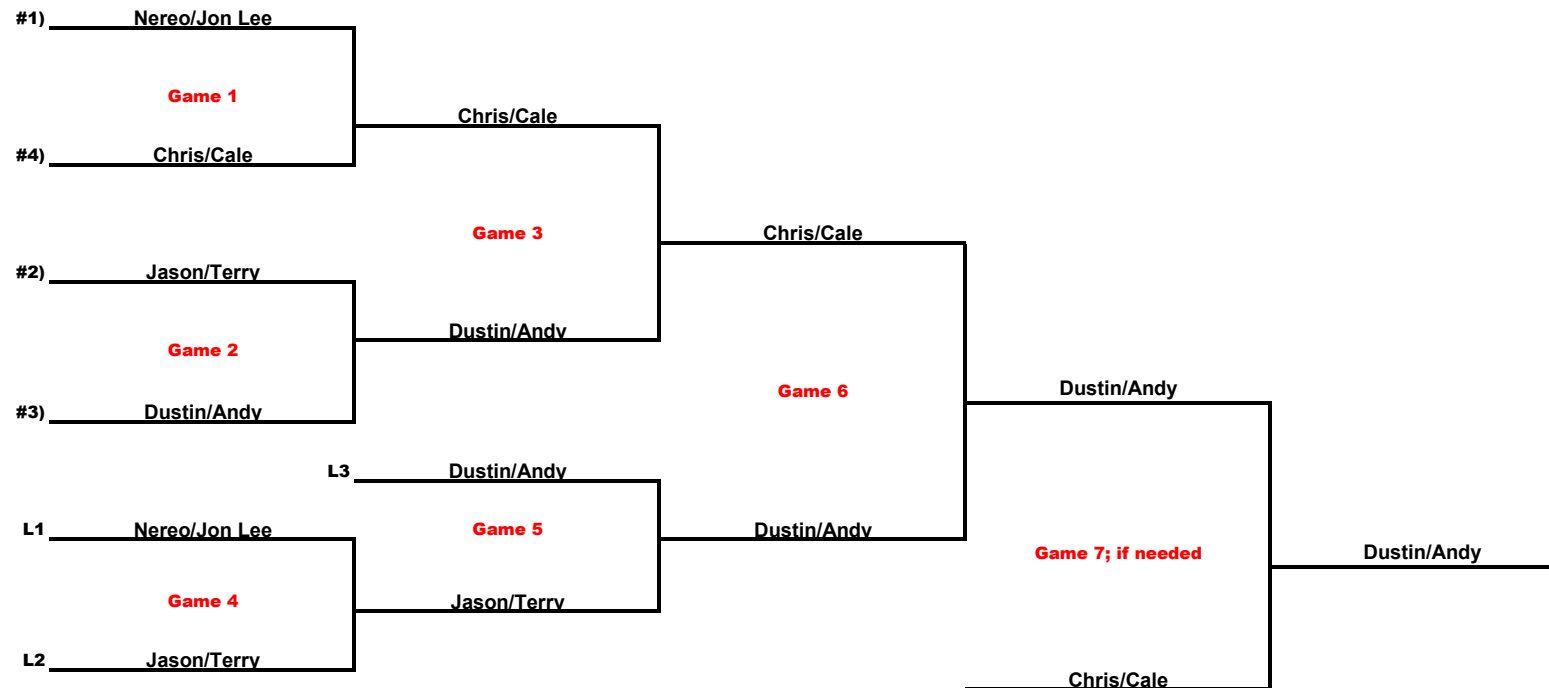 #1) Nereo/Jon Lee
Game 1
Chris/Cale
#4) Chris/Cale
Game 3
Chris/Cale
#2) Jason/Terry
Dustin/Andy
Game 2
Game 6
Dustin/Andy
#3) Dustin/Andy
L3 Dustin/Andy
L1 Nereo/Jon Lee
Game 5
Dustin/Andy
Game 7; if needed
Dustin/Andy
Game 4
Jason/Terry
L2 Jason/Terry
Chris/Cale